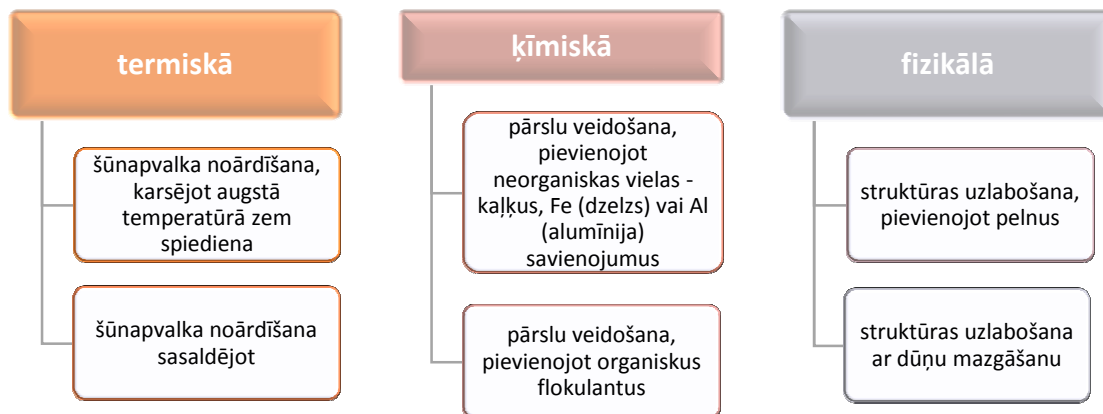 termiskā
šūnapvalka noārdīšana,
karsējot augstā
temperatūrā zem
spiediena
šūnapvalka noārdīšana
sasaldējot
ķīmiskā
pārslu veidošana,
pievienojot
neorganiskas vielas -
kaļķus, Fe (dzelzs) vai Al
(alumīnija)
savienojumus
pārslu veidošana,
pievienojot organiskus
flokulantus
fizikālā
struktūras uzlabošana,
pievienojot pelnus
struktūras uzlabošana
ar dūņu mazgāšanu